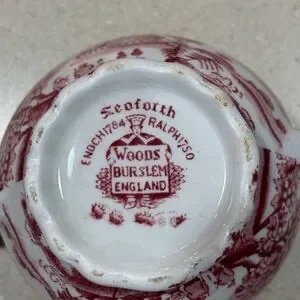 Seaforth
ENOCH 1784 RALPH 1750
WOODS
BURSLEM
ENGLAND